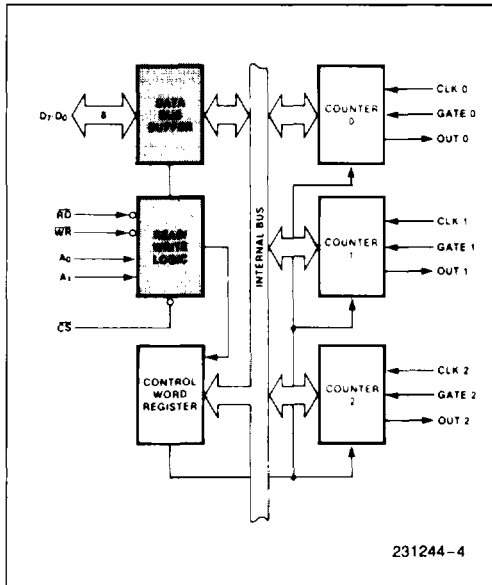 D7-D0
8
DATA
BUS
BUFFER
COUNTER
0
CLK 0
GATE 0
OUT 0
RD
WR
A0
A1
CS
READ/
WRITE
LOGIC
INTERNAL BUS
COUNTER
1
CLK 1
GATE 1
OUT 1
CONTROL
WORD
REGISTER
COUNTER
2
CLK 2
GATE 2
OUT 2
231244-4